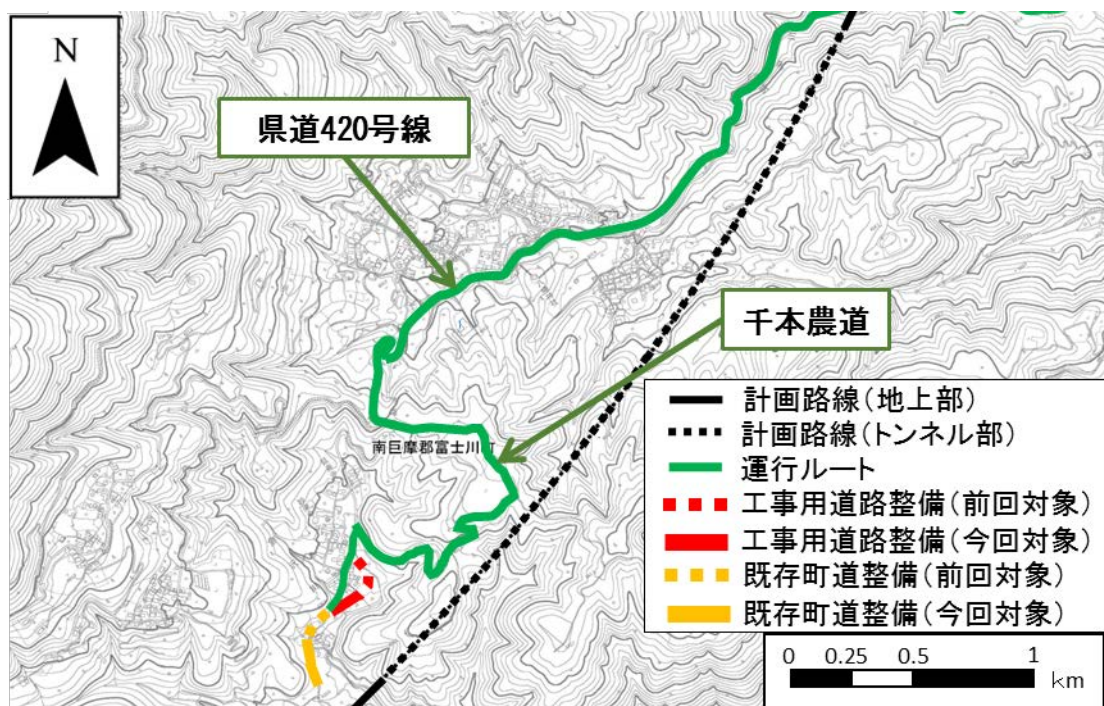 N
県道420号線
千本農道
南巨摩郡富士川町
計画路線(地上部)
計画路線(トンネル部)
運行ルート
工事用道路整備(前回対象)
工事用道路整備(今回対象)
既存町道整備(前回対象)
既存町道整備(今回対象)
0 0.25 0.5 1
km